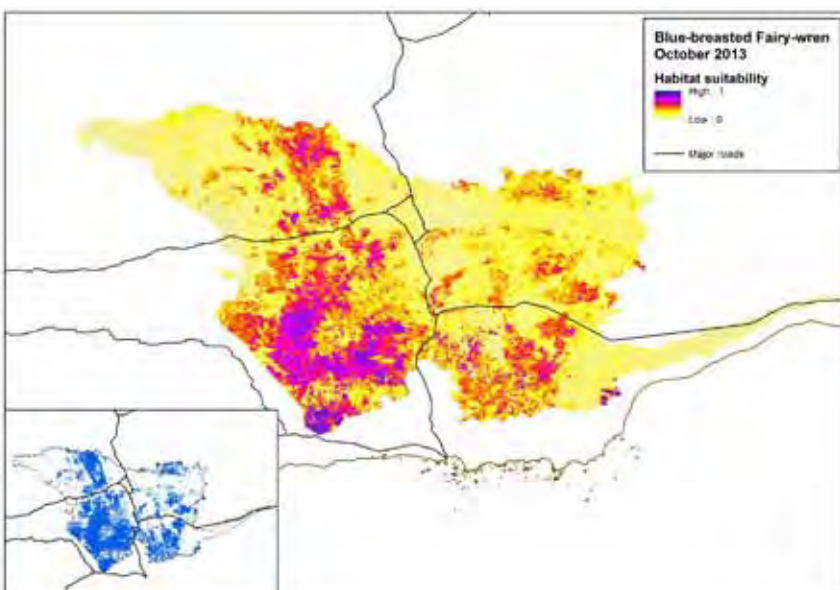 Blue-breasted Fairy-wren
October 2013
Habitat suitability
High : 1
Low : 0
Major roads